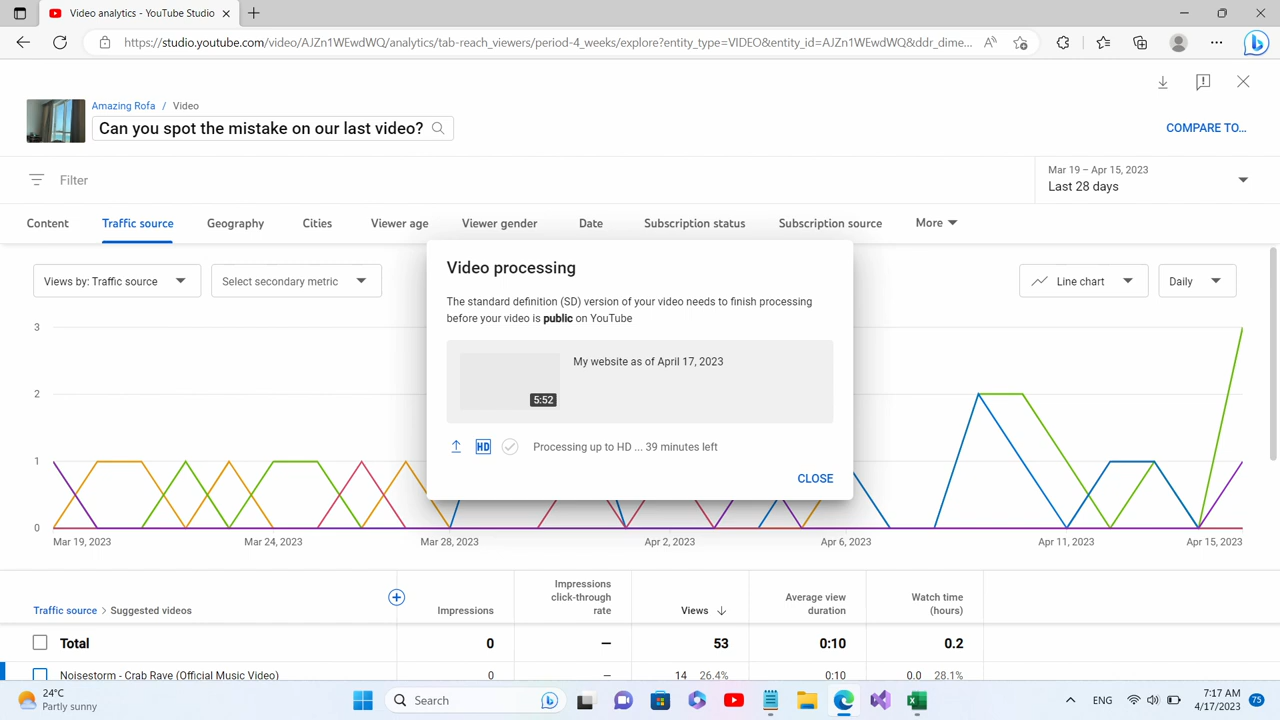 Video analytics - YouTube Studio
https://studio.youtube.com/video/AJZn1WEwdWQ/analytics/tab-reach_viewers/period-4_weeks/explore?entity_type=VIDEO&entity_id=AJZn1WEwdWQ&ddr_dime...
Amazing Rofa / Video
Can you spot the mistake on our last video?
COMPARE TO...
Filter
Mar 19 – Apr 15, 2023
Last 28 days
Content Traffic source Geography Cities Viewer age Viewer gender Date Subscription status Subscription source More
Views by: Traffic source Select secondary metric Line chart Daily
Video processing
The standard definition (SD) version of your video needs to finish processing
before your video is public on YouTube
My website as of April 17, 2023
5:52
HD Processing up to HD ... 39 minutes left
CLOSE
3
2
1
0
Mar 19, 2023 Mar 24, 2023 Mar 28, 2023 Apr 2, 2023 Apr 6, 2023 Apr 11, 2023 Apr 15, 2023
Traffic source > Suggested videos
Impressions
Impressions
click-through
rate
Views
Average view
duration
Watch time
(hours)
Total 0 — 53 0:10 0.2
Noisestorm - Crab Rave (Official Music Video) 0 — 14 26.4% 0:10 0.0 28.1%
24°C
Partly sunny
Search
ENG
7:17 AM
4/17/2023
75